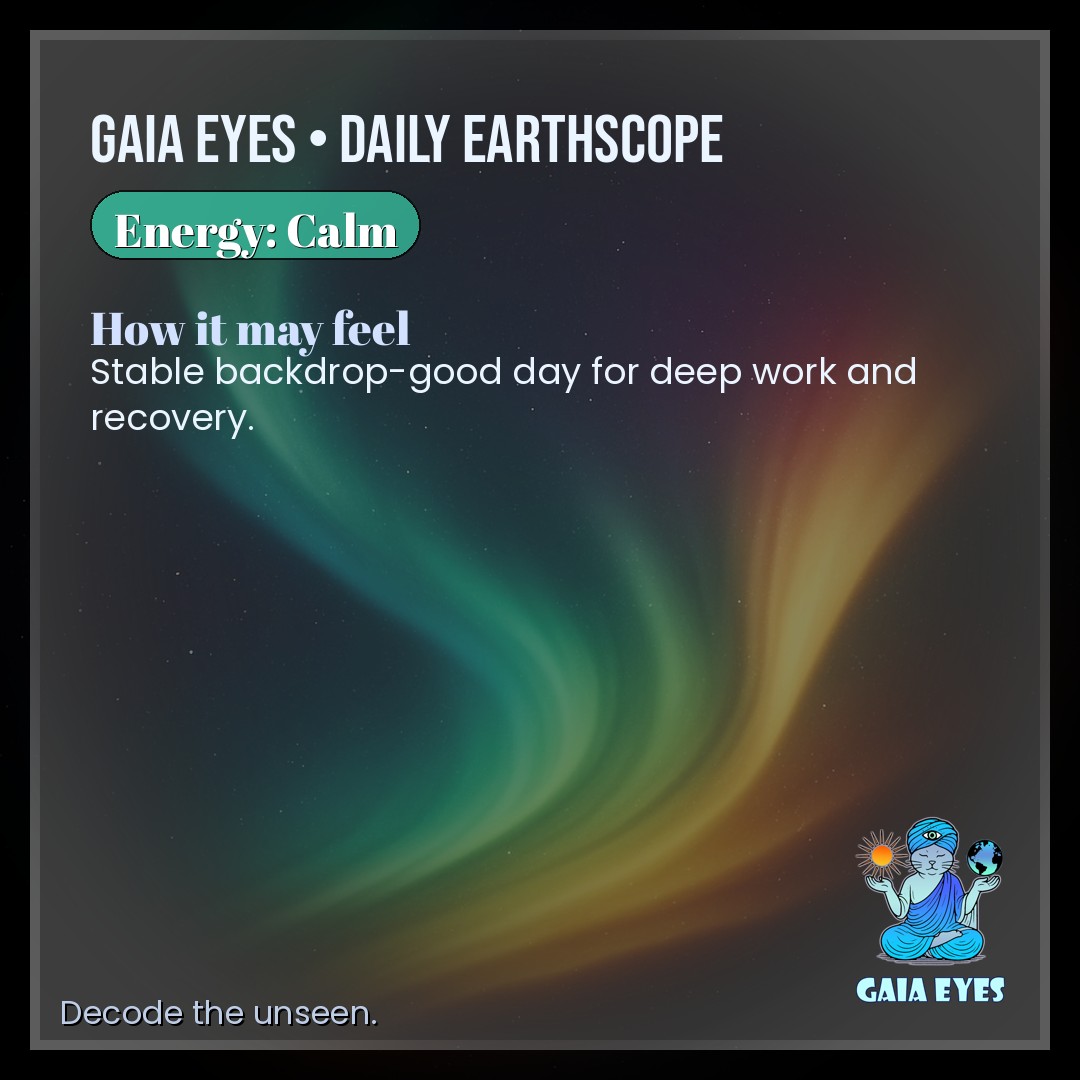 GAIA EYES • DAILY EARTHSCOPE
Energy: Calm
How it may feel
Stable backdrop-good day for deep work and
recovery.
GAIA EYES
Decode the unseen.